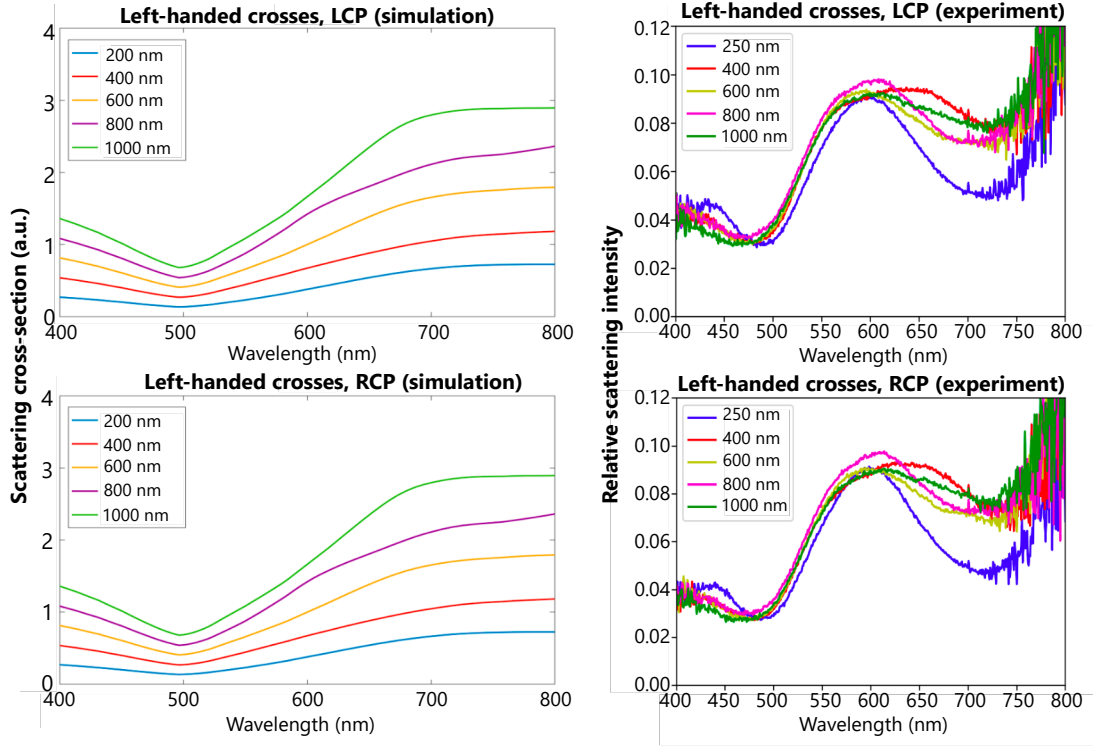 Left-handed crosses, LCP (simulation)
4
3
2
1
0
200 nm
400 nm
600 nm
800 nm
1000 nm
400 500 600 700 800
Wavelength (nm)
Left-handed crosses, LCP (experiment)
0.12
0.10
0.08
0.06
0.04
0.02
0.00
250 nm
400 nm
600 nm
800 nm
1000 nm
400 450 500 550 600 650 700 750 800
Wavelength (nm)
Scattering cross-section (a.u.)
Relative scattering intensity
Left-handed crosses, RCP (simulation)
4
3
2
1
0
200 nm
400 nm
600 nm
800 nm
1000 nm
400 500 600 700 800
Wavelength (nm)
Left-handed crosses, RCP (experiment)
0.12
0.10
0.08
0.06
0.04
0.02
0.00
250 nm
400 nm
600 nm
800 nm
1000 nm
400 450 500 550 600 650 700 750 800
Wavelength (nm)